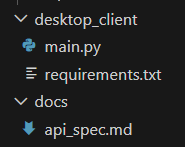 desktop_client
main.py
requirements.txt
docs
api_spec.md